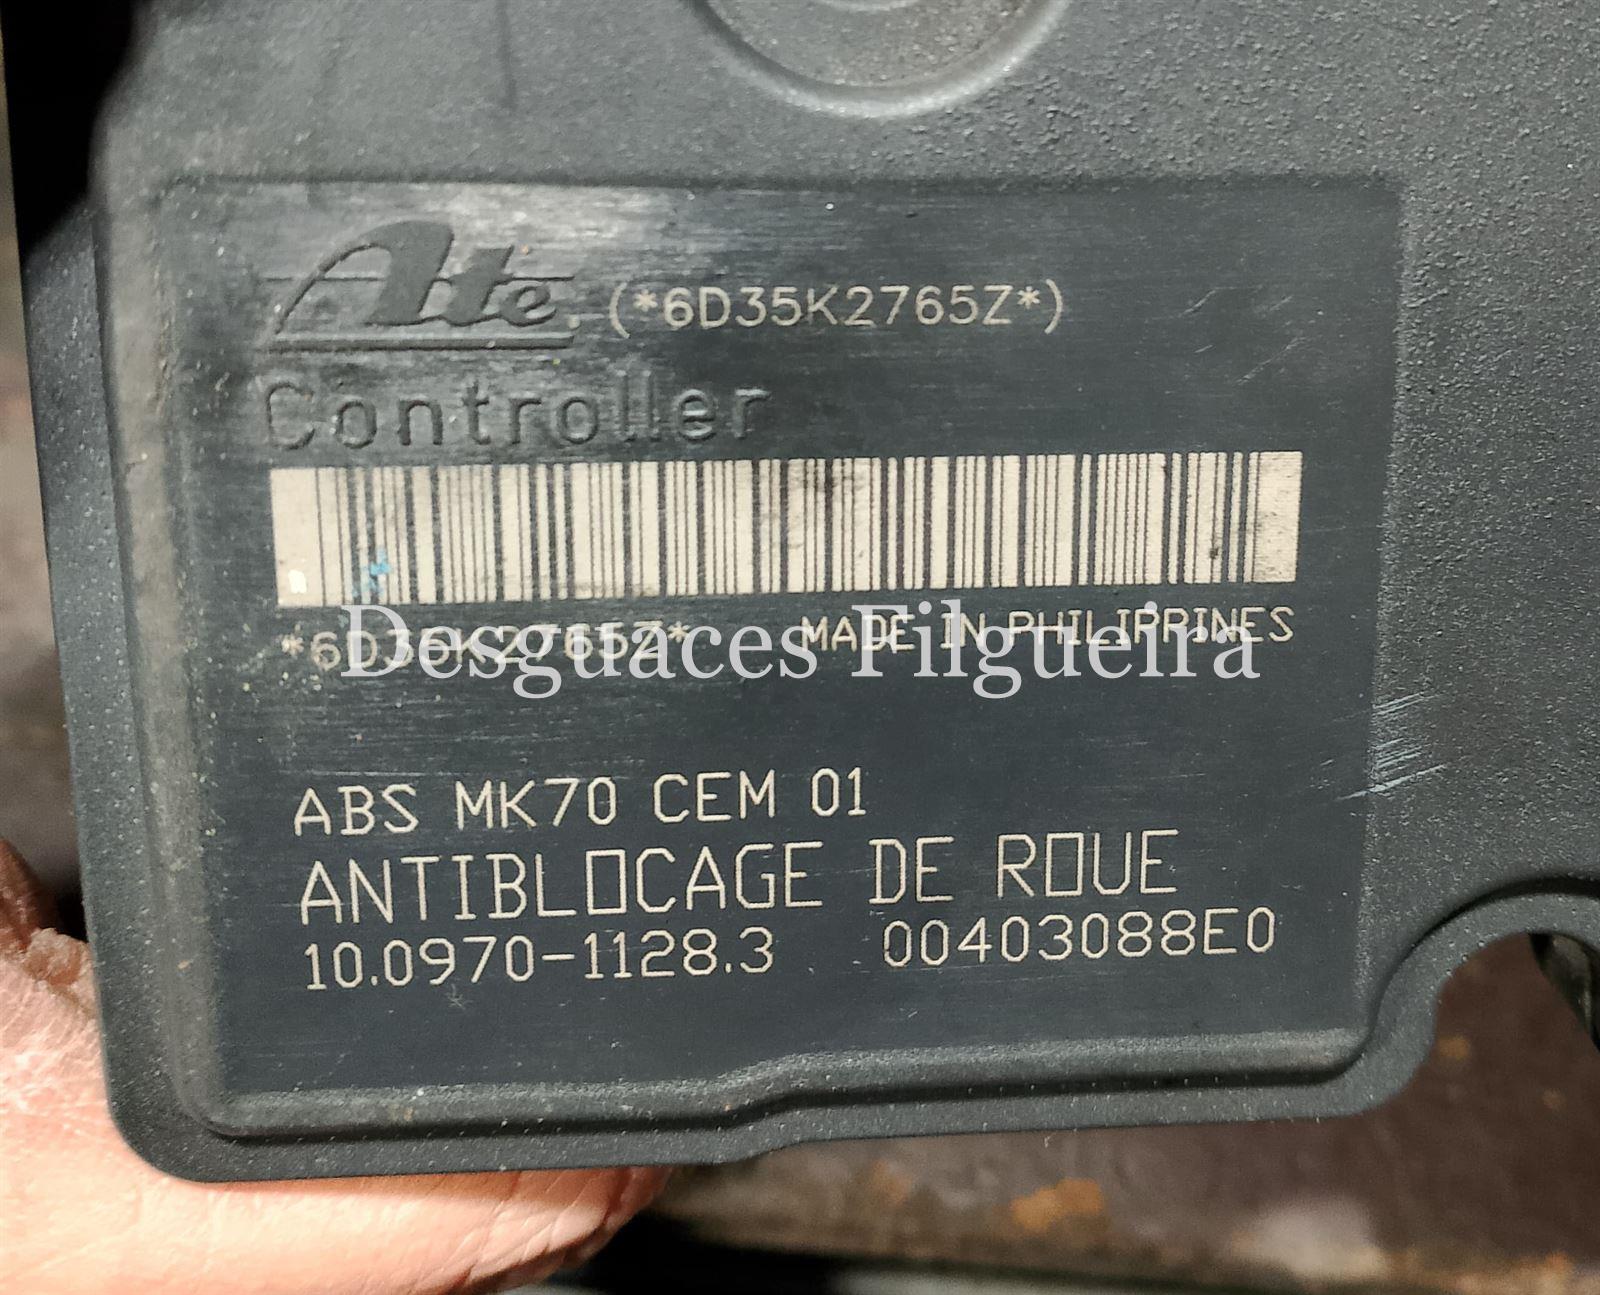 Ate (*6D35K2765Z*)
Controller
*6D35K2765Z* MADE IN PHILIPPINES
Desguaces Filgueira
ABS MK70 CEM 01
ANTIBLOCAGE DE ROUE
10.0970-1128.3 00403088E0